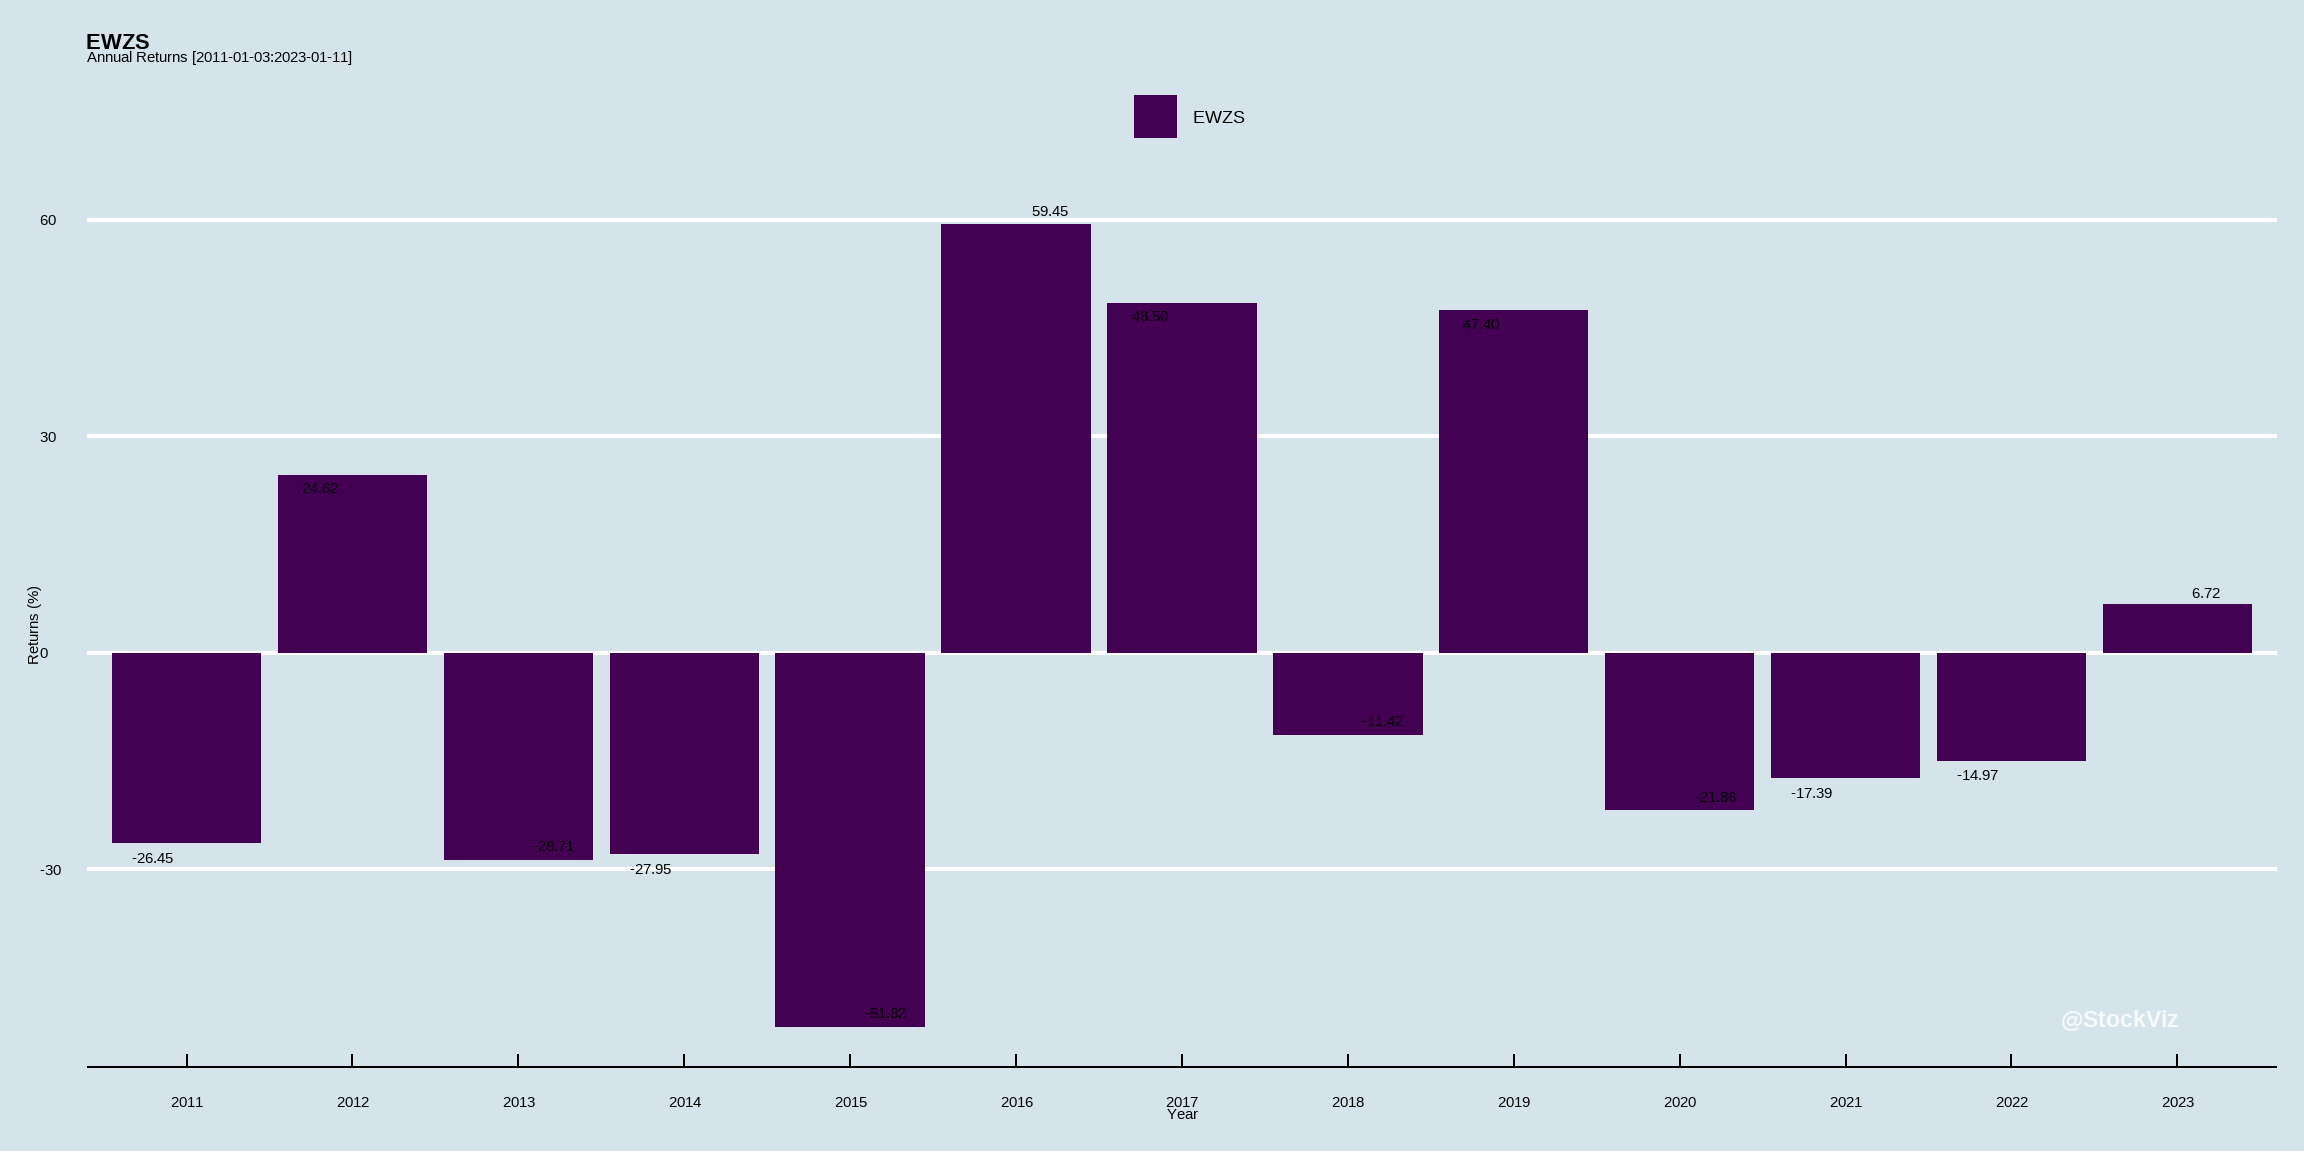 EWZS
Annual Returns [2011-01-03:2023-01-11]
EWZS
60
30
0
-30
Returns (%)
-26.45
24.62
-28.71
-27.95
-51.82
59.45
48.50
-11.42
47.40
-21.86
-17.39
-14.97
6.72
@StockViz
2011 2012 2013 2014 2015 2016 2017 2018 2019 2020 2021 2022 2023
Year